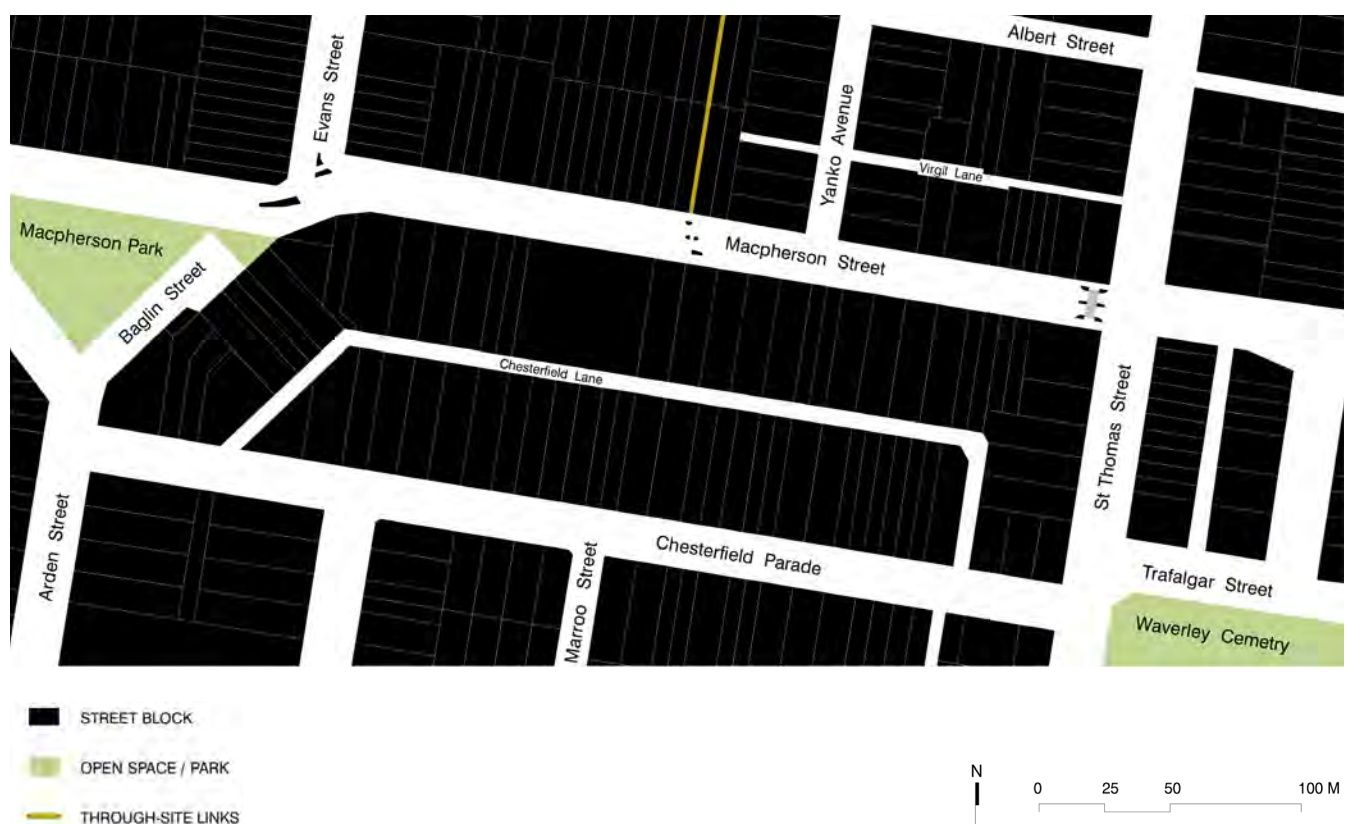 Albert Street
Evans Street
Yanko Avenue
Virgil Lane
Macpherson Park
Macpherson Street
Baglin Street
Chesterfield Lane
St Thomas Street
Arden Street
Marroo Street
Chesterfield Parade
Trafalgar Street
Waverley Cemetry
STREET BLOCK
OPEN SPACE / PARK
THROUGH-SITE LINKS
N
0 25 50 100 M